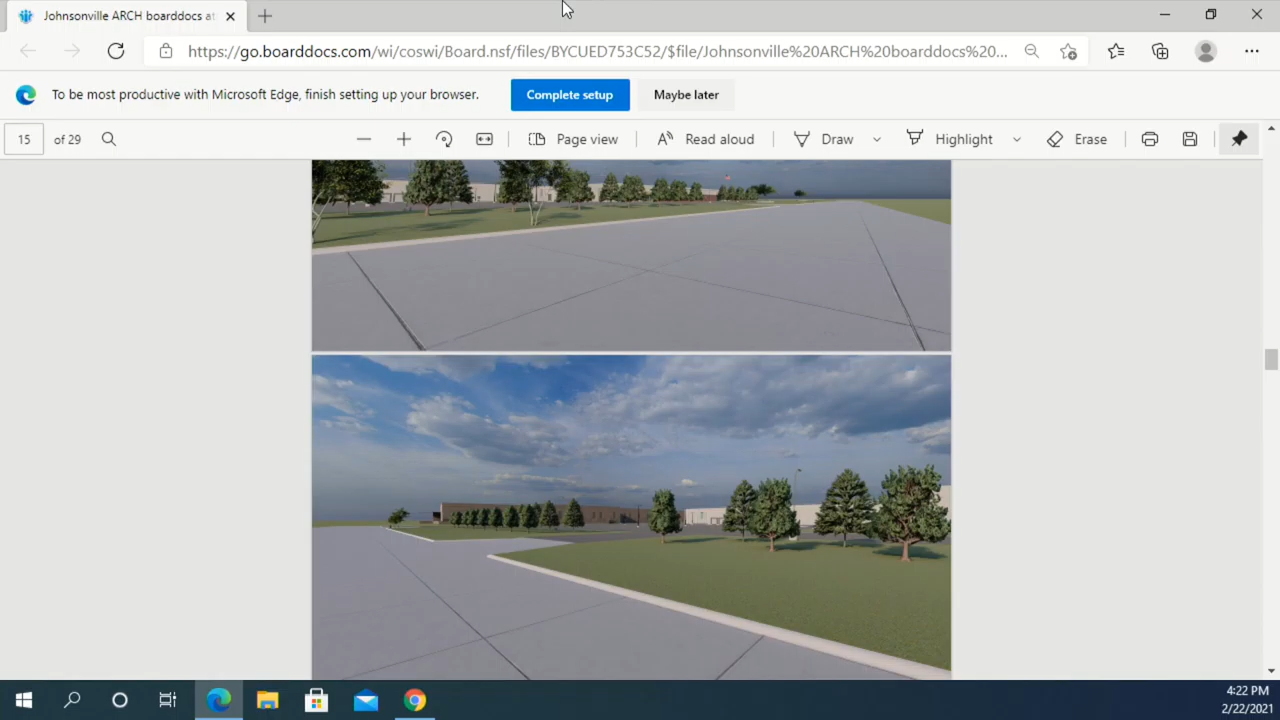 Johnsonville ARCH boarddocs at
https://go.boarddocs.com/wi/coswi/Board.nsf/files/BYCUED753C52/$file/Johnsonville%20ARCH%20boarddocs%20...
To be most productive with Microsoft Edge, finish setting up your browser. Complete setup Maybe later
15 of 29 Page view Read aloud Draw Highlight Erase
4:22 PM
2/22/2021